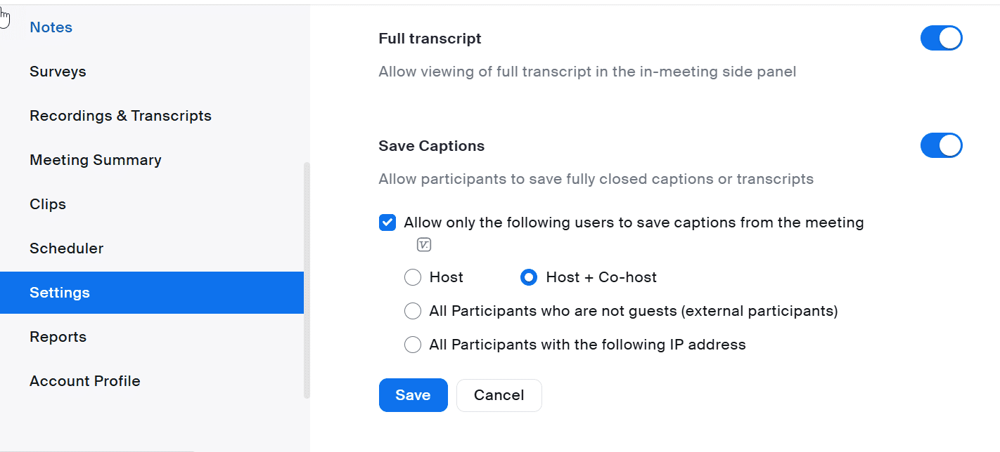 Notes
Surveys
Recordings & Transcripts
Meeting Summary
Clips
Scheduler
Settings
Reports
Account Profile
Full transcript
Allow viewing of full transcript in the in-meeting side panel
Save Captions
Allow participants to save fully closed captions or transcripts
Allow only the following users to save captions from the meeting
V.
Host
Host + Co-host
All Participants who are not guests (external participants)
All Participants with the following IP address
Save
Cancel